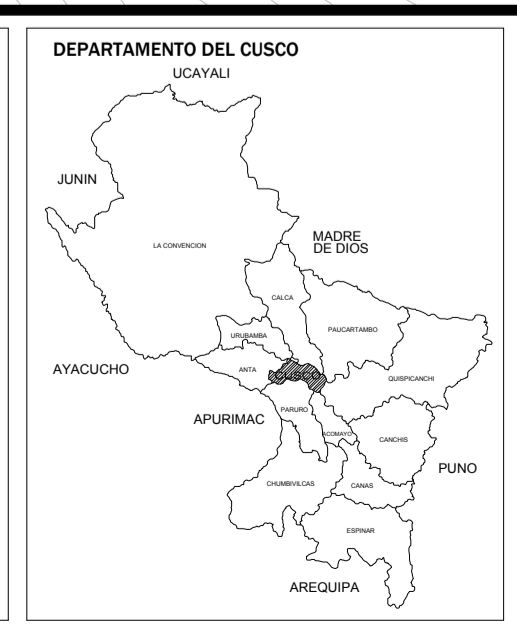 DEPARTAMENTO DEL CUSCO
UCAYALI
JUNIN
MADRE
DE DIOS
LA CONVENCION
CALCA
PAUCARTAMBO
URUBAMBA
AYACUCHO
ANTA
CUSCO
QUISPICANCHI
APURIMAC
PARURO
ACOMAYO
CANCHIS
PUNO
CHUMBIVILCAS
CANAS
ESPINAR
AREQUIPA